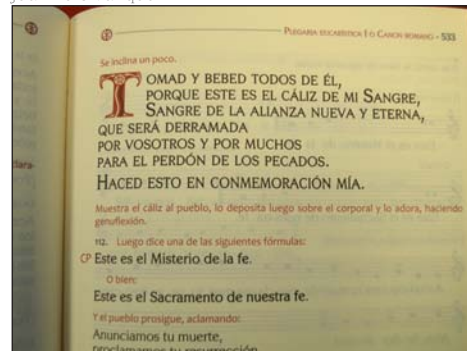 Plegaria eucarística I o Canon romano - 533
Se inclina un poco.
TOMAD Y BEBED TODOS DE ÉL,
PORQUE ESTE ES EL CÁLIZ DE MI SANGRE,
SANGRE DE LA ALIANZA NUEVA Y ETERNA,
QUE SERÁ DERRAMADA
POR VOSOTROS Y POR MUCHOS
PARA EL PERDÓN DE LOS PECADOS.
HACED ESTO EN CONMEMORACIÓN MÍA.
Muestra el cáliz al pueblo, lo deposita luego sobre el corporal y lo adora, haciendo
genuflexión.
112. Luego dice una de las siguientes fórmulas:
CP Este es el Misterio de la fe.
O bien:
Este es el Sacramento de nuestra fe.
Y el pueblo prosigue, aclamando:
Anunciamos tu muerte,
proclamamos tu resurrección